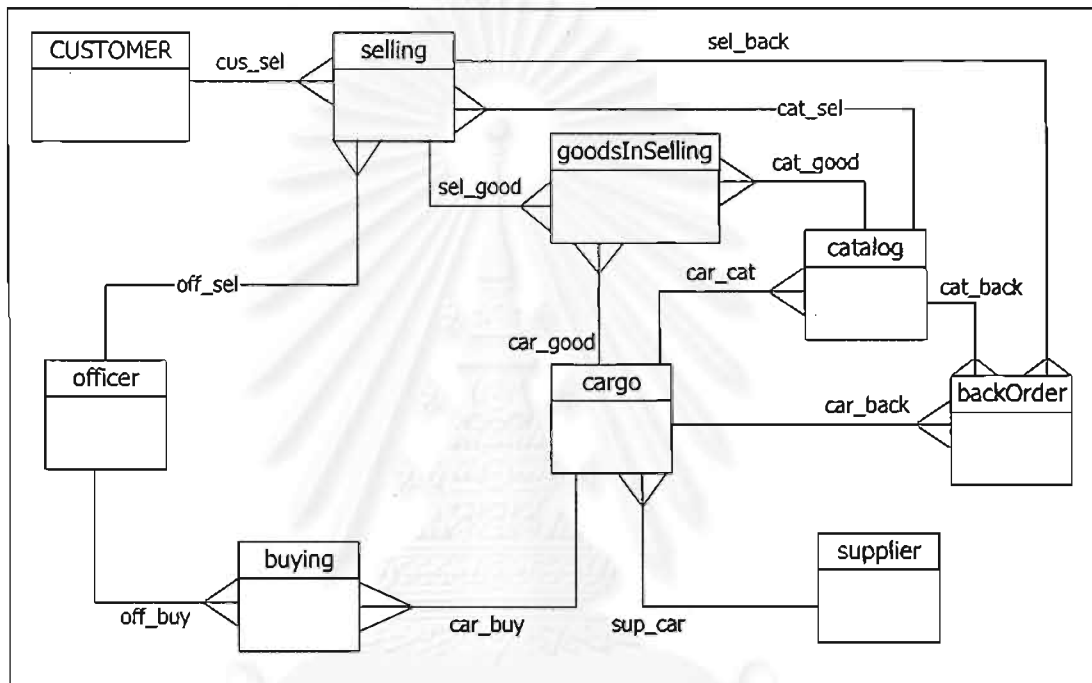 CUSTOMER
selling
cus_sel
sel_back
cat_sel
goodsInSelling
cat_good
sel_good
catalog
off_sel
car_cat
cat_back
car_good
officer
cargo
backOrder
car_back
buying
supplier
off_buy
car_buy
sup_car